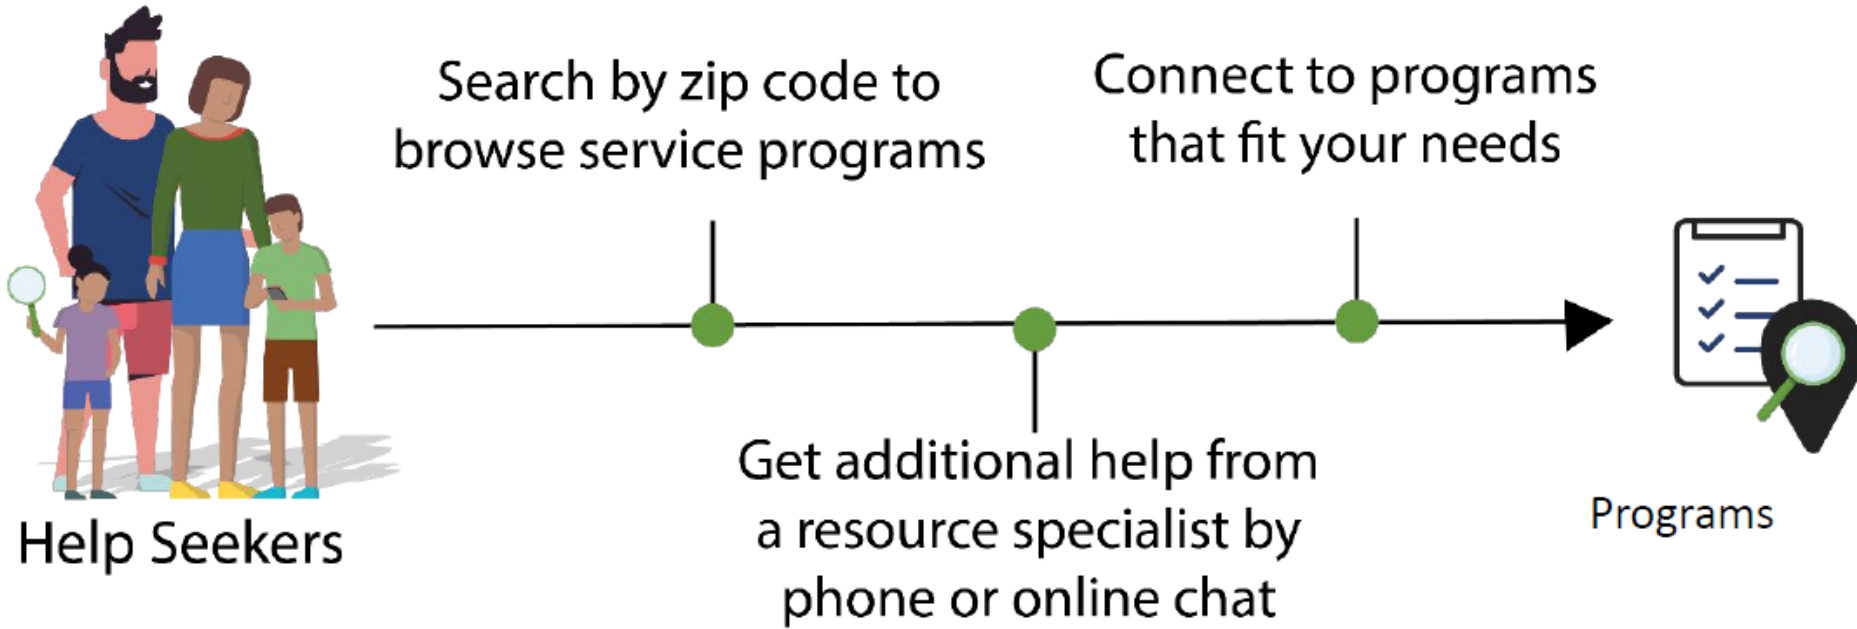 Search by zip code to
browse service programs
Connect to programs
that fit your needs
Get additional help from
a resource specialist by
phone or online chat
Help Seekers
Programs